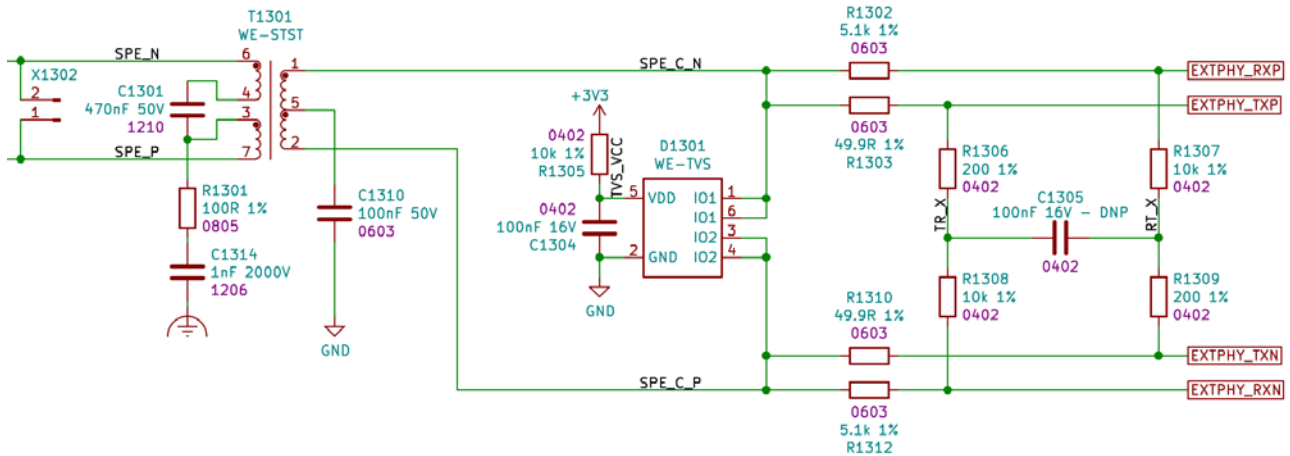 T1301
WE-STST
SPE_N
6
1
X1302
2
1
C1301
470nF 50V
1210
4
3
5
2
SPE_P
7
R1301
100R 1%
0805
C1314
1nF 2000V
1206
C1310
100nF 50V
0603
GND
SPE_C_N
+3V3
0402
10k 1%
R1305
TVS_VCC
0402
100nF 16V
C1304
GND
D1301
WE-TVS
5
VDD
2
GND
IO1
1
IO1
6
IO2
3
IO2
4
SPE_C_P
R1302
5.1k 1%
0603
0603
49.9R 1%
R1303
R1306
200 1%
0402
R1307
10k 1%
0402
TR_X
C1305
100nF 16V - DNP
0402
RT_X
R1308
10k 1%
0402
R1309
200 1%
0402
R1310
49.9R 1%
0603
0603
5.1k 1%
R1312
EXTPHY_RXP
EXTPHY_TXP
EXTPHY_TXN
EXTPHY_RXN